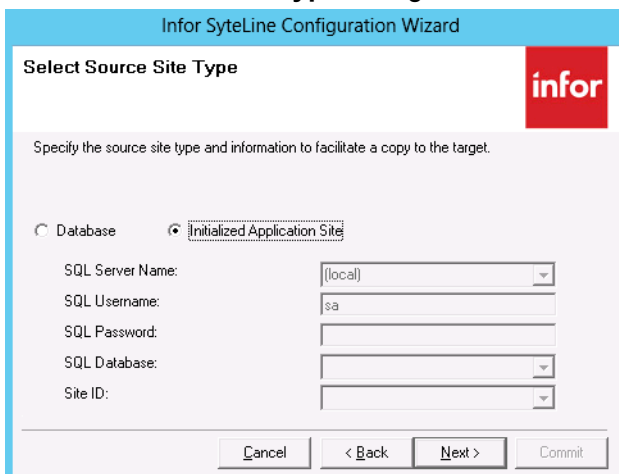 Infor SyteLine Configuration Wizard
Select Source Site Type
infor
Specify the source site type and information to facilitate a copy to the target.
Database Initialized Application Site
SQL Server Name: (local)
SQL Username: sa
SQL Password:
SQL Database:
Site ID:
Cancel < Back Next > Commit